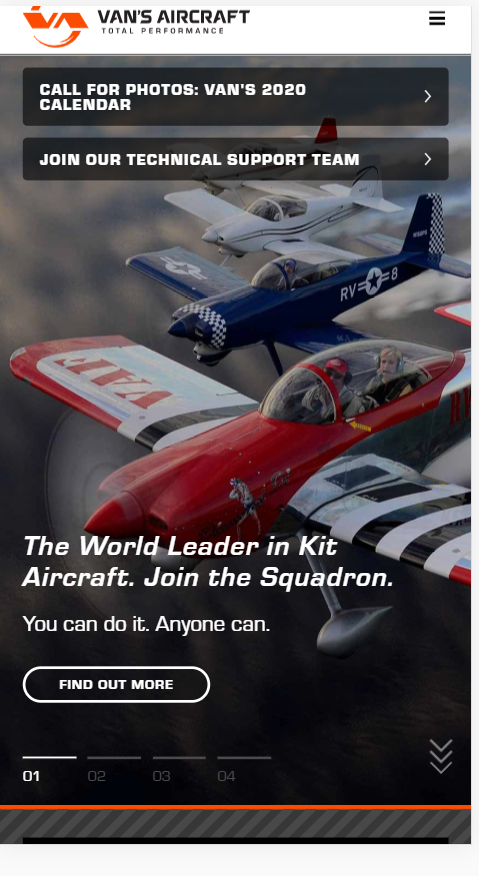 VAN'S AIRCRAFT
TOTAL PERFORMANCE
CALL FOR PHOTOS: VAN'S 2020
CALENDAR
JOIN OUR TECHNICAL SUPPORT TEAM
RV 8
VAIR
The World Leader in Kit
Aircraft. Join the Squadron.
You can do it. Anyone can.
FIND OUT MORE
01 02 03 04